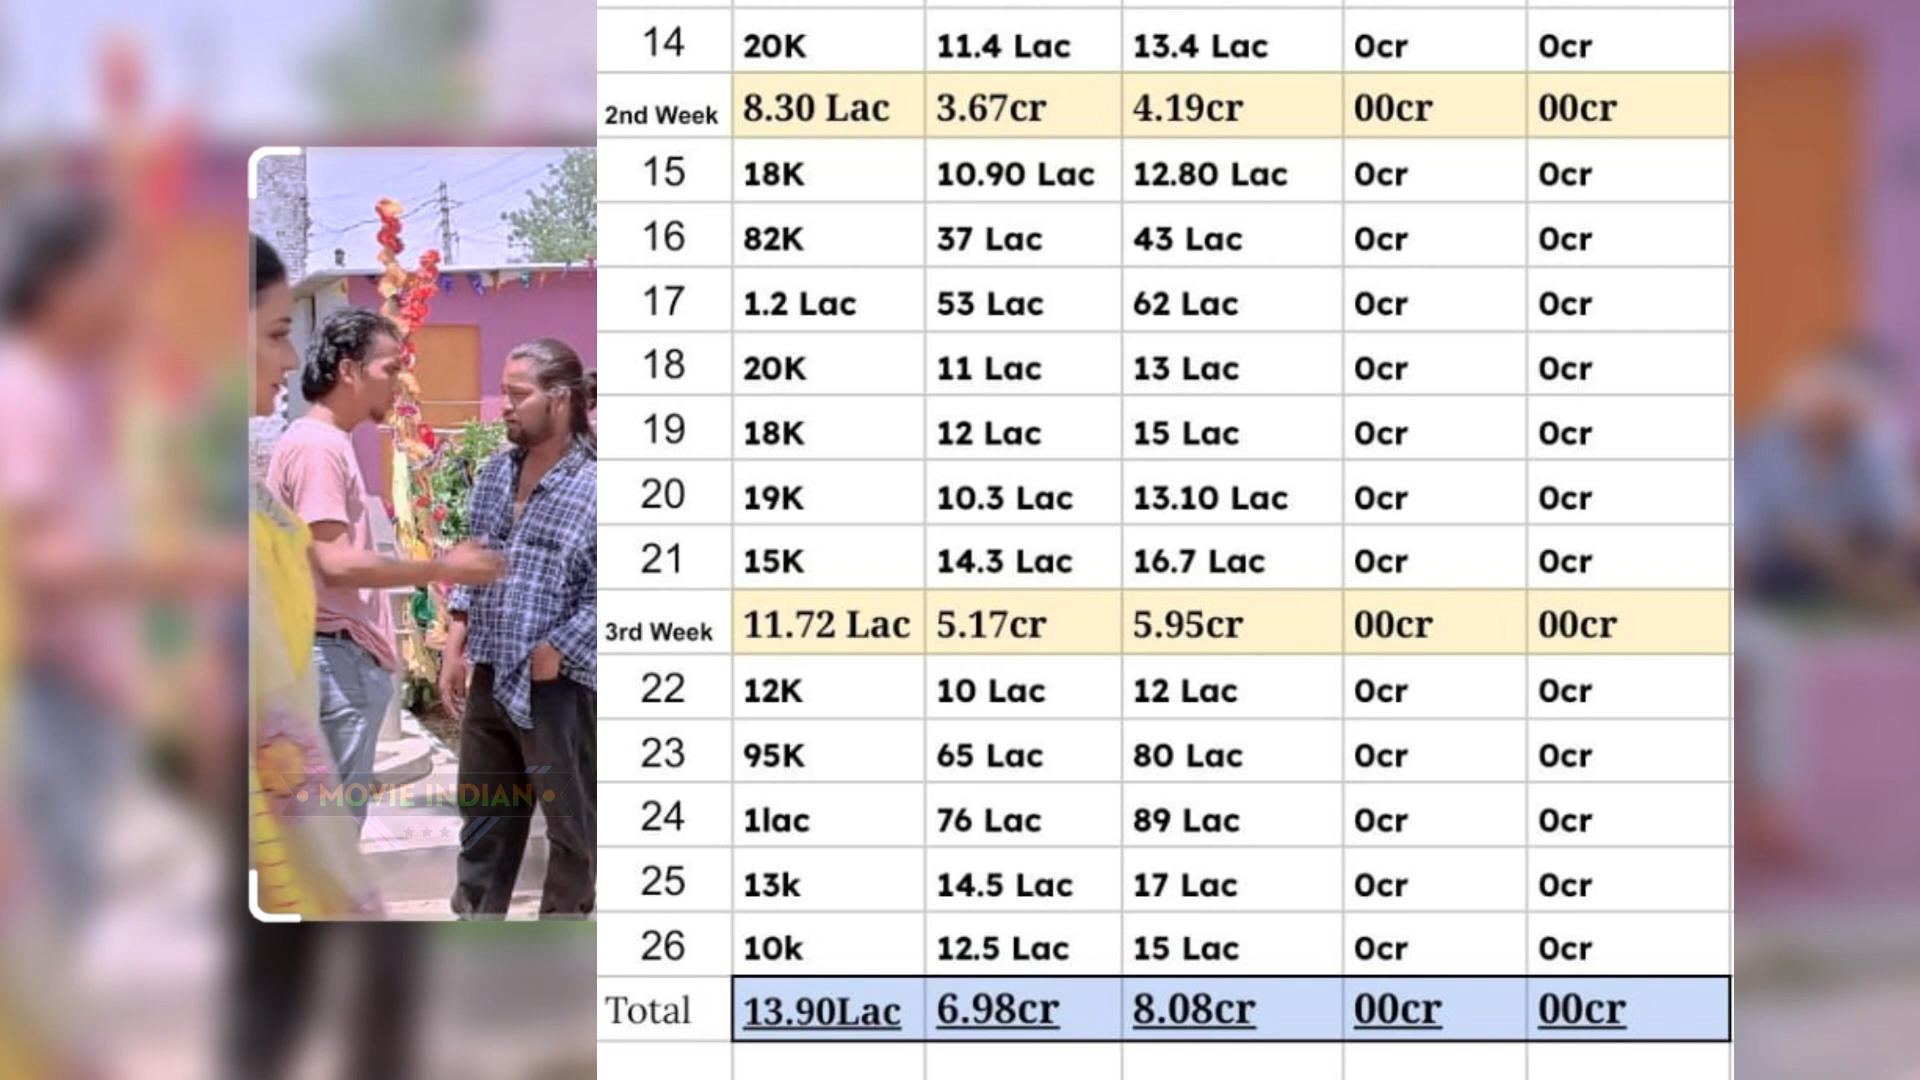 14 20K 11.4 Lac 13.4 Lac 0cr 0cr
2nd Week 8.30 Lac 3.67cr 4.19cr 00cr 00cr
15 18K 10.90 Lac 12.80 Lac 0cr 0cr
16 82K 37 Lac 43 Lac 0cr 0cr
17 1.2 Lac 53 Lac 62 Lac 0cr 0cr
18 20K 11 Lac 13 Lac 0cr 0cr
19 18K 12 Lac 15 Lac 0cr 0cr
20 19K 10.3 Lac 13.10 Lac 0cr 0cr
21 15K 14.3 Lac 16.7 Lac 0cr 0cr
3rd Week 11.72 Lac 5.17cr 5.95cr 00cr 00cr
22 12K 10 Lac 12 Lac 0cr 0cr
23 95K 65 Lac 80 Lac 0cr 0cr
24 1lac 76 Lac 89 Lac 0cr 0cr
25 13k 14.5 Lac 17 Lac 0cr 0cr
26 10k 12.5 Lac 15 Lac 0cr 0cr
Total 13.90Lac 6.98cr 8.08cr 00cr 00cr
MOVIE INDIAN